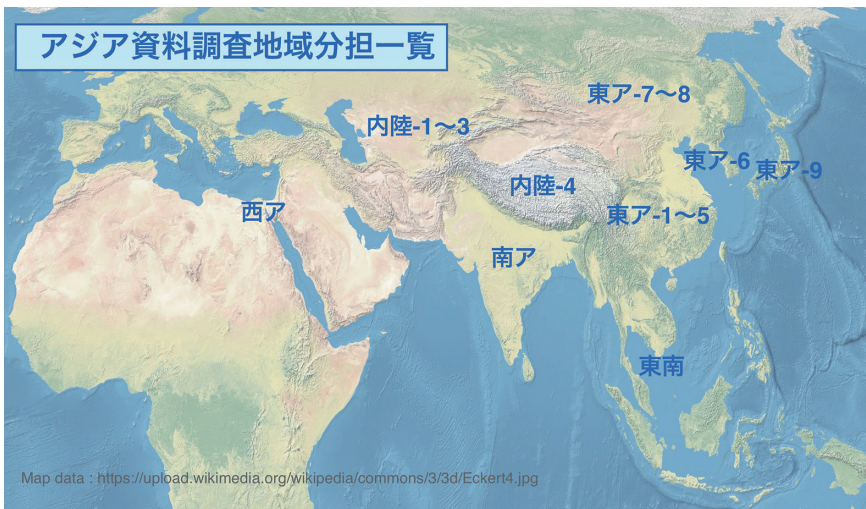 アジア資料調査地域分担一覧
東ア-7〜8
内陸-1〜3
東ア-6
東ア-9
内陸-4
西ア
東ア-1〜5
南ア
東南
Map data : https://upload.wikimedia.org/wikipedia/commons/3/3d/Eckert4.jpg